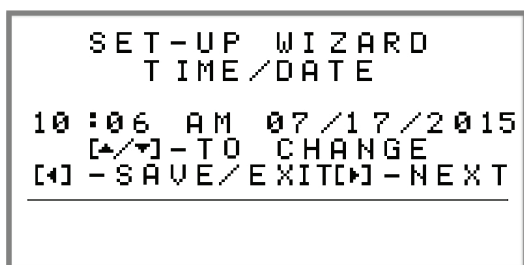 SET-UP WIZARD
TIME/DATE
10:06 AM 07/17/2015
[▲/▼]-TO CHANGE
[◀]-SAVE/EXIT[▶]-NEXT